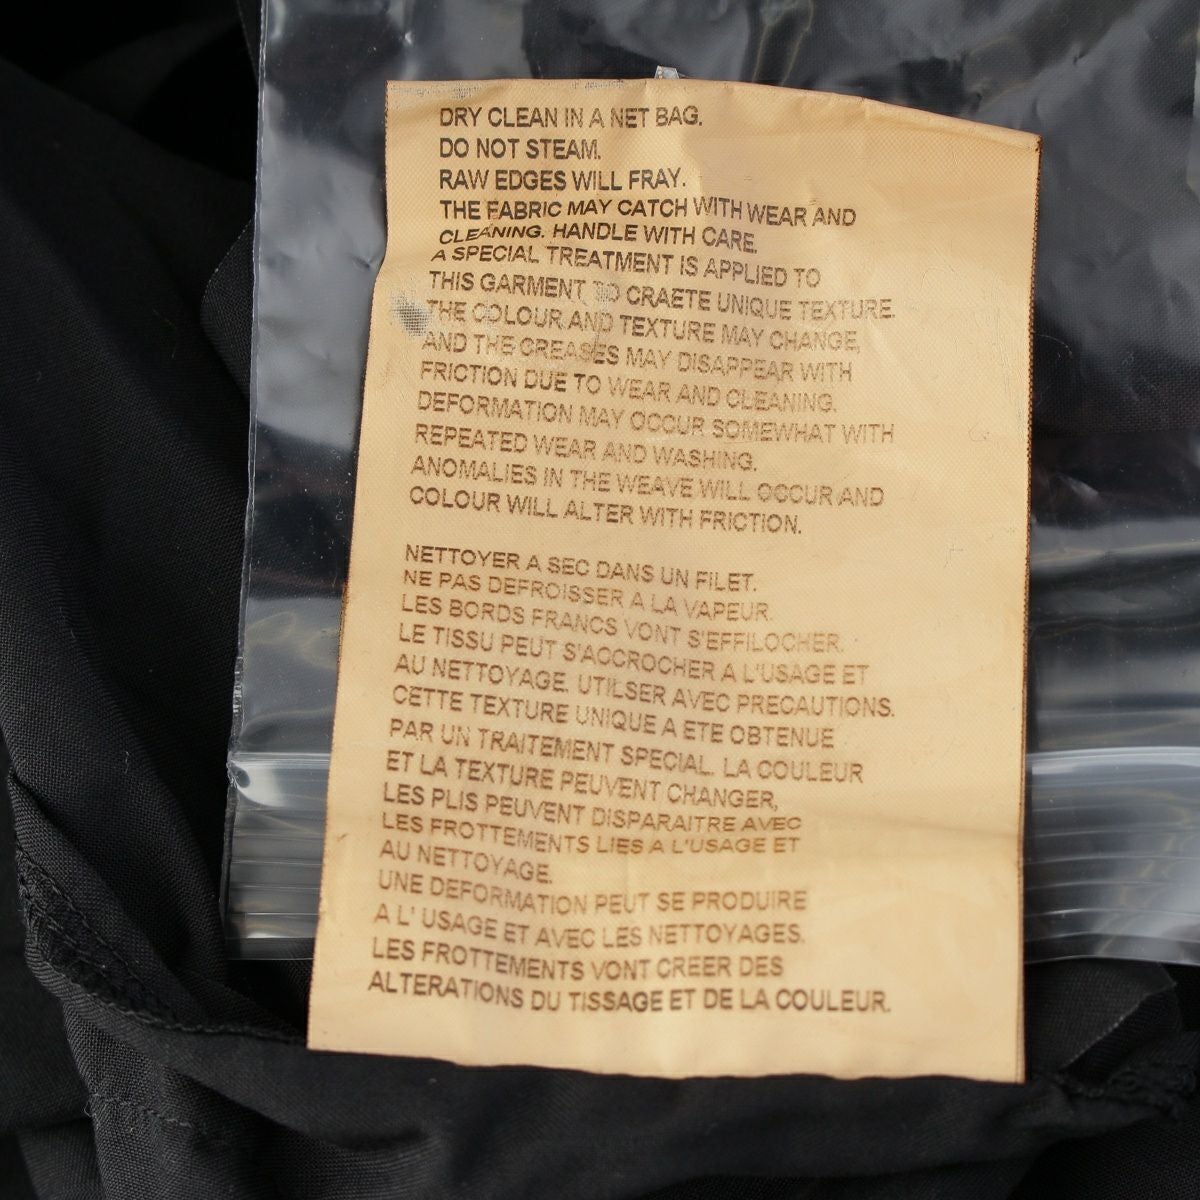 DRY CLEAN IN A NET BAG.
DO NOT STEAM.
RAW EDGES WILL FRAY.
THE FABRIC MAY CATCH WITH WEAR AND
CLEANING. HANDLE WITH CARE.
A SPECIAL TREATMENT IS APPLIED TO
THIS GARMENT TO CRAETE UNIQUE TEXTURE.
THE COLOUR AND TEXTURE MAY CHANGE,
AND THE CREASES MAY DISAPPEAR WITH
FRICTION DUE TO WEAR AND CLEANING.
DEFORMATION MAY OCCUR SOMEWHAT WITH
REPEATED WEAR AND WASHING.
ANOMALIES IN THE WEAVE WILL OCCUR AND
COLOUR WILL ALTER WITH FRICTION.
NETTOYER A SEC DANS UN FILET.
NE PAS DEFROISSER A LA VAPEUR.
LES BORDS FRANCS VONT S'EFFILOCHER.
LE TISSU PEUT S'ACCROCHER A L'USAGE ET
AU NETTOYAGE. UTILSER AVEC PRECAUTIONS.
CETTE TEXTURE UNIQUE A ETE OBTENUE
PAR UN TRAITEMENT SPECIAL. LA COULEUR
ET LA TEXTURE PEUVENT CHANGER,
LES PLIS PEUVENT DISPARAITRE AVEC
LES FROTTEMENTS LIES A L'USAGE ET
AU NETTOYAGE.
UNE DEFORMATION PEUT SE PRODUIRE
A L' USAGE ET AVEC LES NETTOYAGES.
LES FROTTEMENTS VONT CREER DES
ALTERATIONS DU TISSAGE ET DE LA COULEUR.